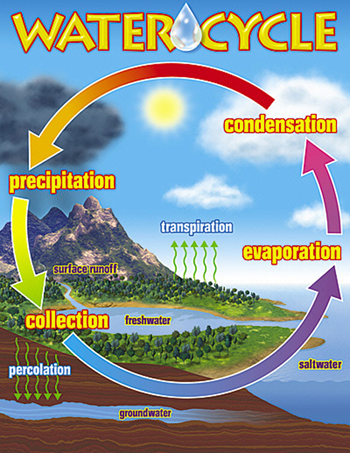 WATER CYCLE
condensation
precipitation
transpiration
evaporation
surface runoff
collection
freshwater
percolation
saltwater
groundwater